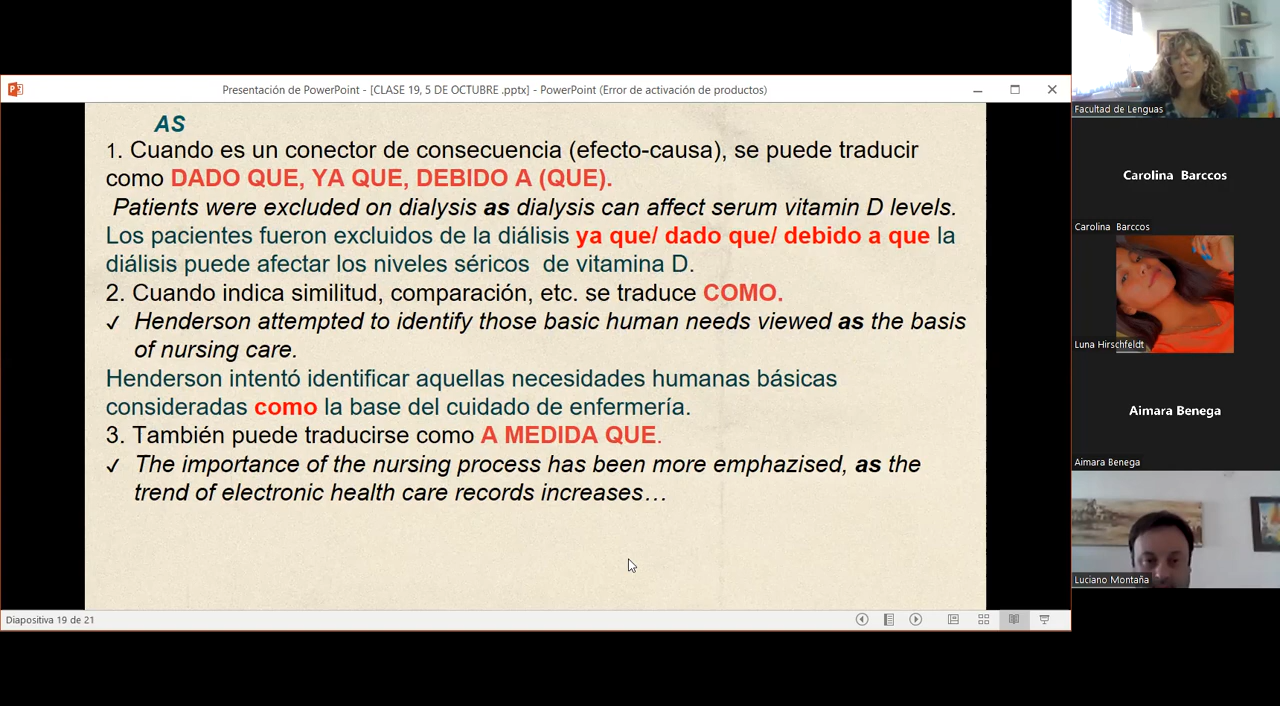 Presentación de PowerPoint - [CLASE 19, 5 DE OCTUBRE .pptx] - PowerPoint (Error de activación de productos)
AS
1. Cuando es un conector de consecuencia (efecto-causa), se puede traducir
como DADO QUE, YA QUE, DEBIDO A (QUE).
Patients were excluded on dialysis as dialysis can affect serum vitamin D levels.
Los pacientes fueron excluidos de la diálisis ya que/ dado que/ debido a que la
diálisis puede afectar los niveles séricos de vitamina D.
2. Cuando indica similitud, comparación, etc. se traduce COMO.
✓ Henderson attempted to identify those basic human needs viewed as the basis
of nursing care.
Henderson intentó identificar aquellas necesidades humanas básicas
consideradas como la base del cuidado de enfermería.
3. También puede traducirse como A MEDIDA QUE.
✓ The importance of the nursing process has been more emphazised, as the
trend of electronic health care records increases…
Diapositiva 19 de 21
Facultad de Lenguas
Carolina Barccos
Carolina Barccos
Luna Hirschfeldt
Aimara Benega
Aimara Benega
Luciano Montaña